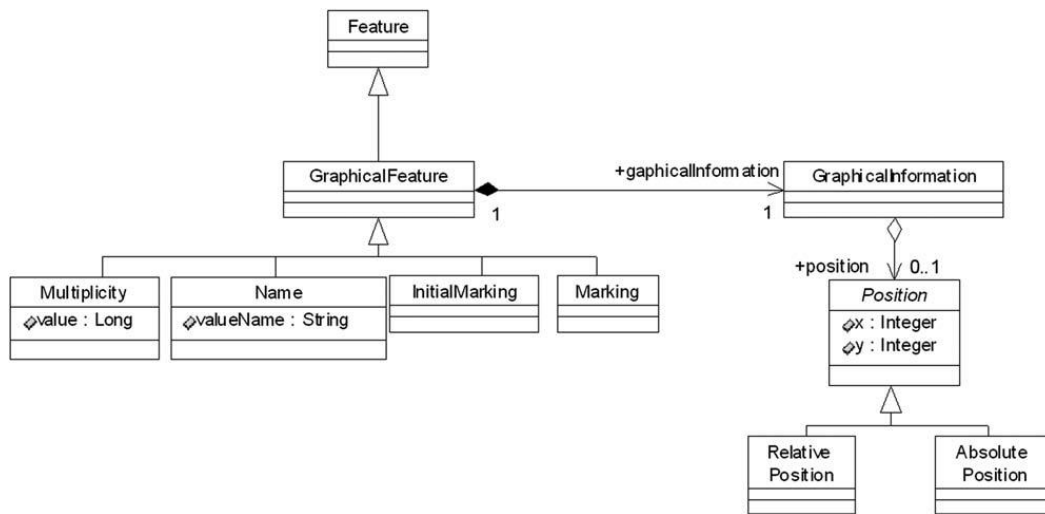 Feature
GraphicalFeature
+gaphicalInformation
GraphicalInformation
1
1
Multiplicity
value : Long
Name
valueName : String
InitialMarking
Marking
+position
0..1
Position
x : Integer
y : Integer
Relative
Position
Absolute
Position